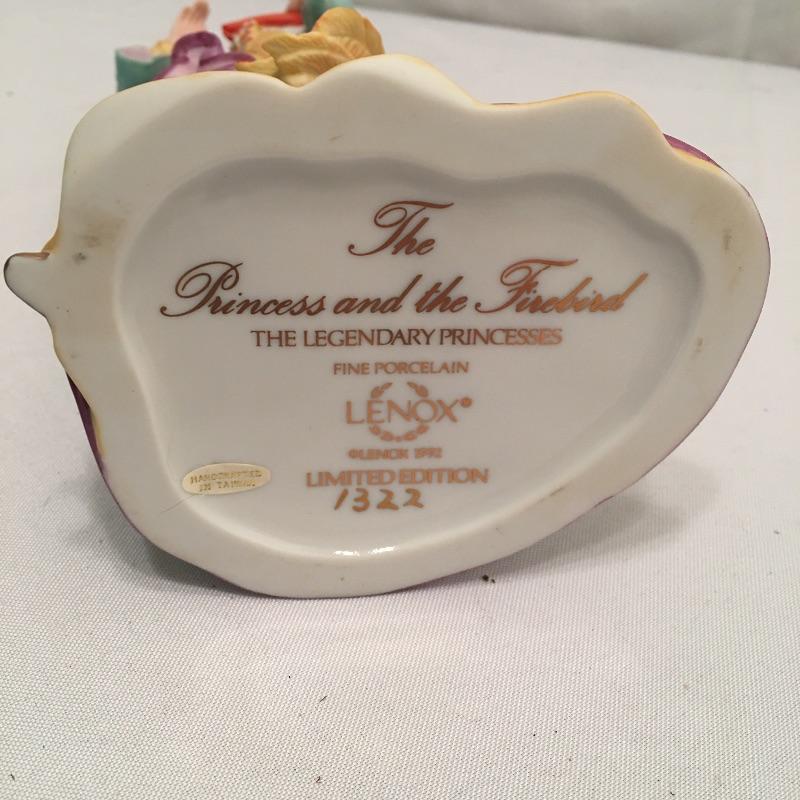 The
Princess and the Firebird
THE LEGENDARY PRINCESSES
FINE PORCELAIN
LENOX®
©LENOX 1992
LIMITED EDITION
1322
HANDCRAFTED
IN TAIWAN